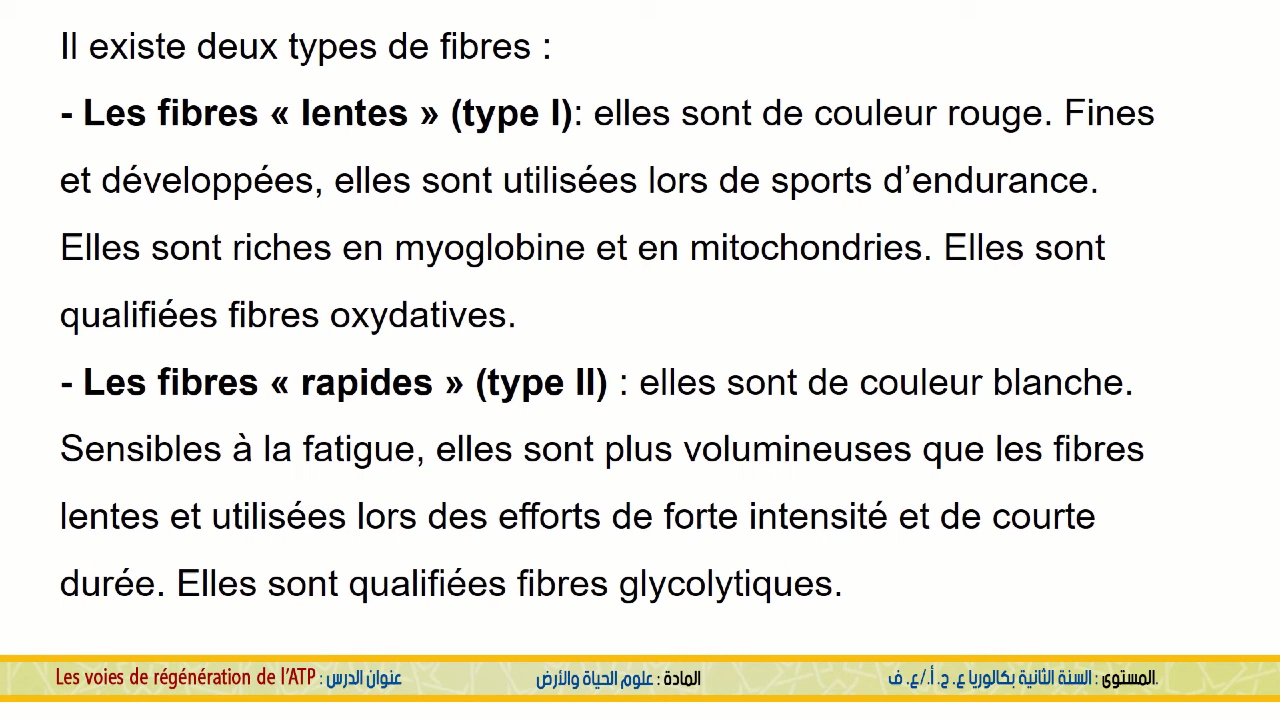 Il existe deux types de fibres :
- Les fibres « lentes » (type I): elles sont de couleur rouge. Fines
et développées, elles sont utilisées lors de sports d’endurance.
Elles sont riches en myoglobine et en mitochondries. Elles sont
qualifiées fibres oxydatives.
- Les fibres « rapides » (type II) : elles sont de couleur blanche.
Sensibles à la fatigue, elles sont plus volumineuses que les fibres
lentes et utilisées lors des efforts de forte intensité et de courte
durée. Elles sont qualifiées fibres glycolytiques.
المستوى : السنة الثانية بكالوريا ع. ح. أ./ع. ف. المادة : علوم الحياة والأرض عنوان الدرس : Les voies de régénération de l’ATP